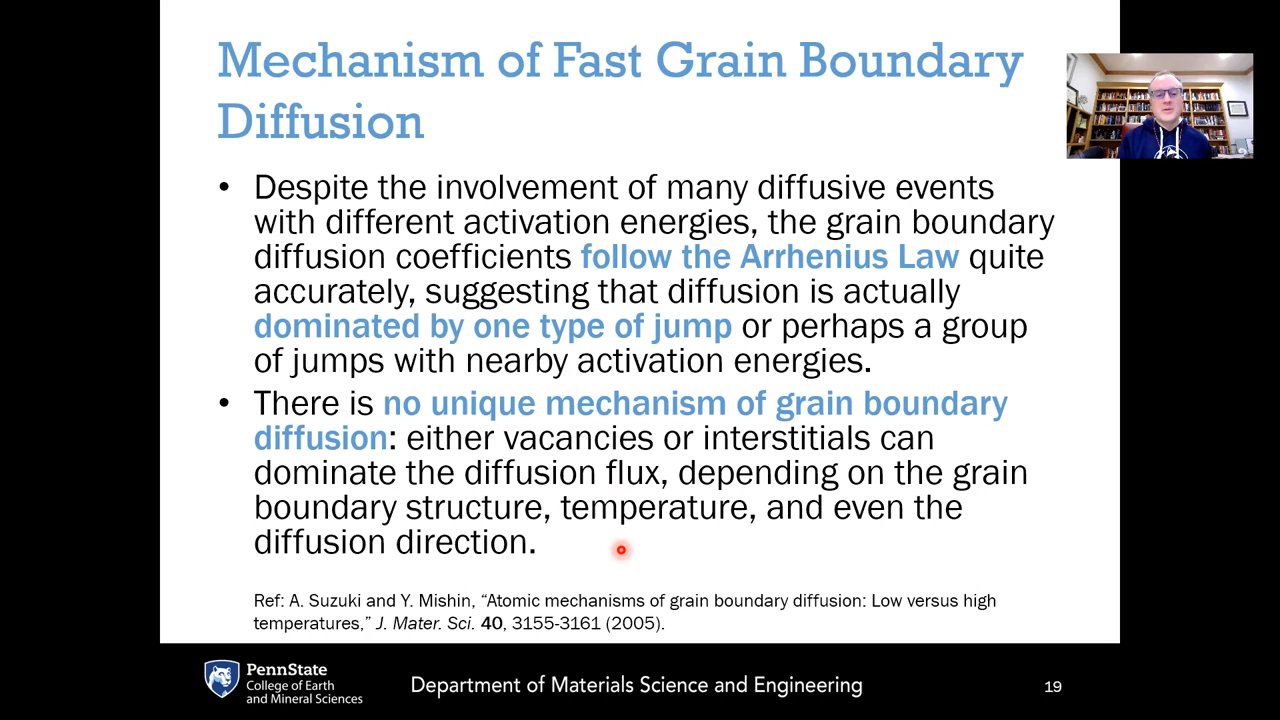 Mechanism of Fast Grain Boundary
Diffusion
• Despite the involvement of many diffusive events
with different activation energies, the grain boundary
diffusion coefficients follow the Arrhenius Law quite
accurately, suggesting that diffusion is actually
dominated by one type of jump or perhaps a group
of jumps with nearby activation energies.
• There is no unique mechanism of grain boundary
diffusion: either vacancies or interstitials can
dominate the diffusion flux, depending on the grain
boundary structure, temperature, and even the
diffusion direction.
Ref: A. Suzuki and Y. Mishin, “Atomic mechanisms of grain boundary diffusion: Low versus high
temperatures,” J. Mater. Sci. 40, 3155-3161 (2005).
PennState
College of Earth
and Mineral Sciences
Department of Materials Science and Engineering
19